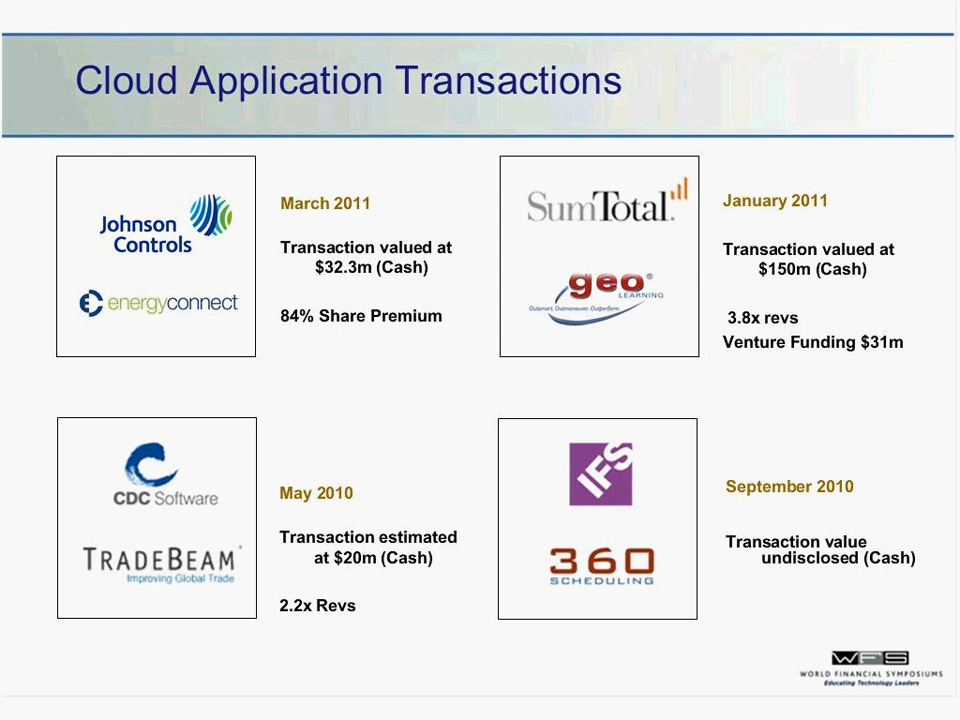 Cloud Application Transactions
Johnson
Controls
energyconnect
March 2011
Transaction valued at
$32.3m (Cash)
84% Share Premium
SumTotal.
geo®
LEARNING
Outsmart. Outmaneuver. Outperform.
January 2011
Transaction valued at
$150m (Cash)
3.8x revs
Venture Funding $31m
CDC Software
TRADEBEAM
Improving Global Trade
May 2010
Transaction estimated
at $20m (Cash)
2.2x Revs
IFS
360
SCHEDULING
September 2010
Transaction value
undisclosed (Cash)
WFS
WORLD FINANCIAL SYMPOSIUMS
Educating Technology Leaders